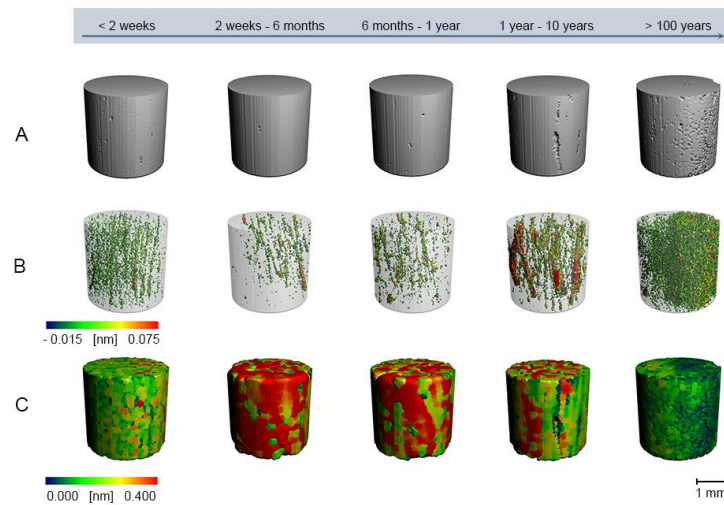 < 2 weeks 2 weeks - 6 months 6 months - 1 year 1 year - 10 years > 100 years
A
B
- 0.015 [nm] 0.075
C
0.000 [nm] 0.400
1 mm